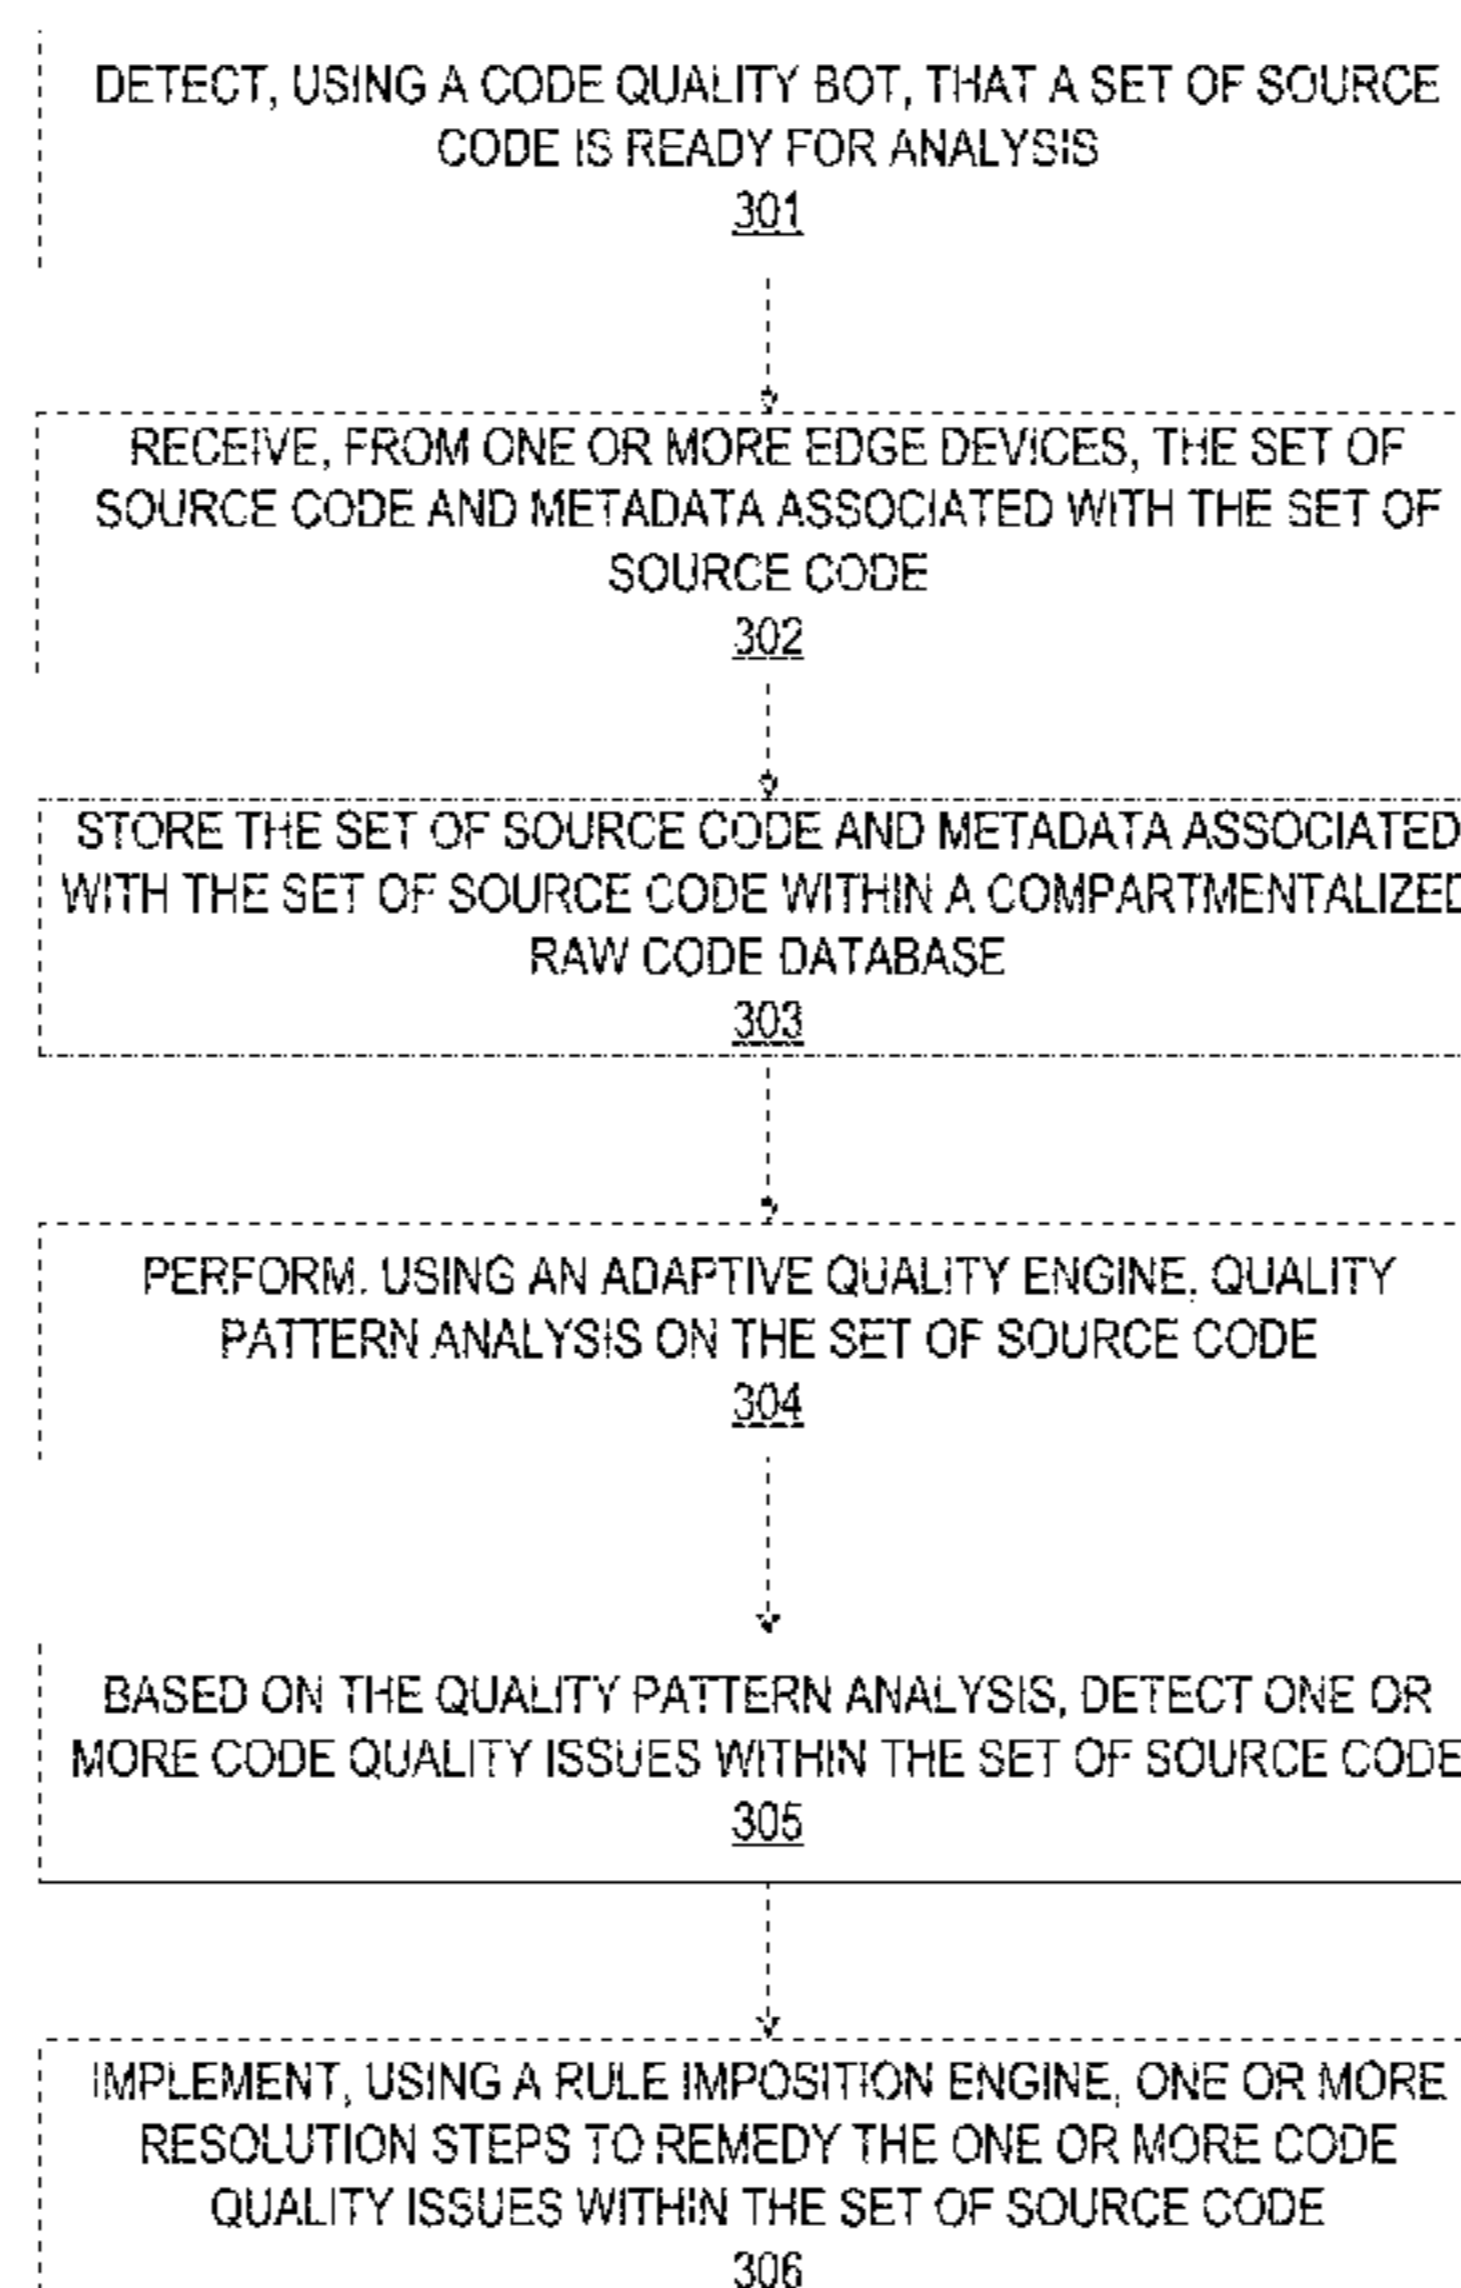 DETECT, USING A CODE QUALITY BOT, THAT A SET OF SOURCE
CODE IS READY FOR ANALYSIS
301
RECEIVE, FROM ONE OR MORE EDGE DEVICES, THE SET OF
SOURCE CODE AND METADATA ASSOCIATED WITH THE SET OF
SOURCE CODE
302
STORE THE SET OF SOURCE CODE AND METADATA ASSOCIATED
WITH THE SET OF SOURCE CODE WITHIN A COMPARTMENTALIZED
RAW CODE DATABASE
303
PERFORM, USING AN ADAPTIVE QUALITY ENGINE, QUALITY
PATTERN ANALYSIS ON THE SET OF SOURCE CODE
304
BASED ON THE QUALITY PATTERN ANALYSIS, DETECT ONE OR
MORE CODE QUALITY ISSUES WITHIN THE SET OF SOURCE CODE
305
IMPLEMENT, USING A RULE IMPOSITION ENGINE, ONE OR MORE
RESOLUTION STEPS TO REMEDY THE ONE OR MORE CODE
QUALITY ISSUES WITHIN THE SET OF SOURCE CODE
306